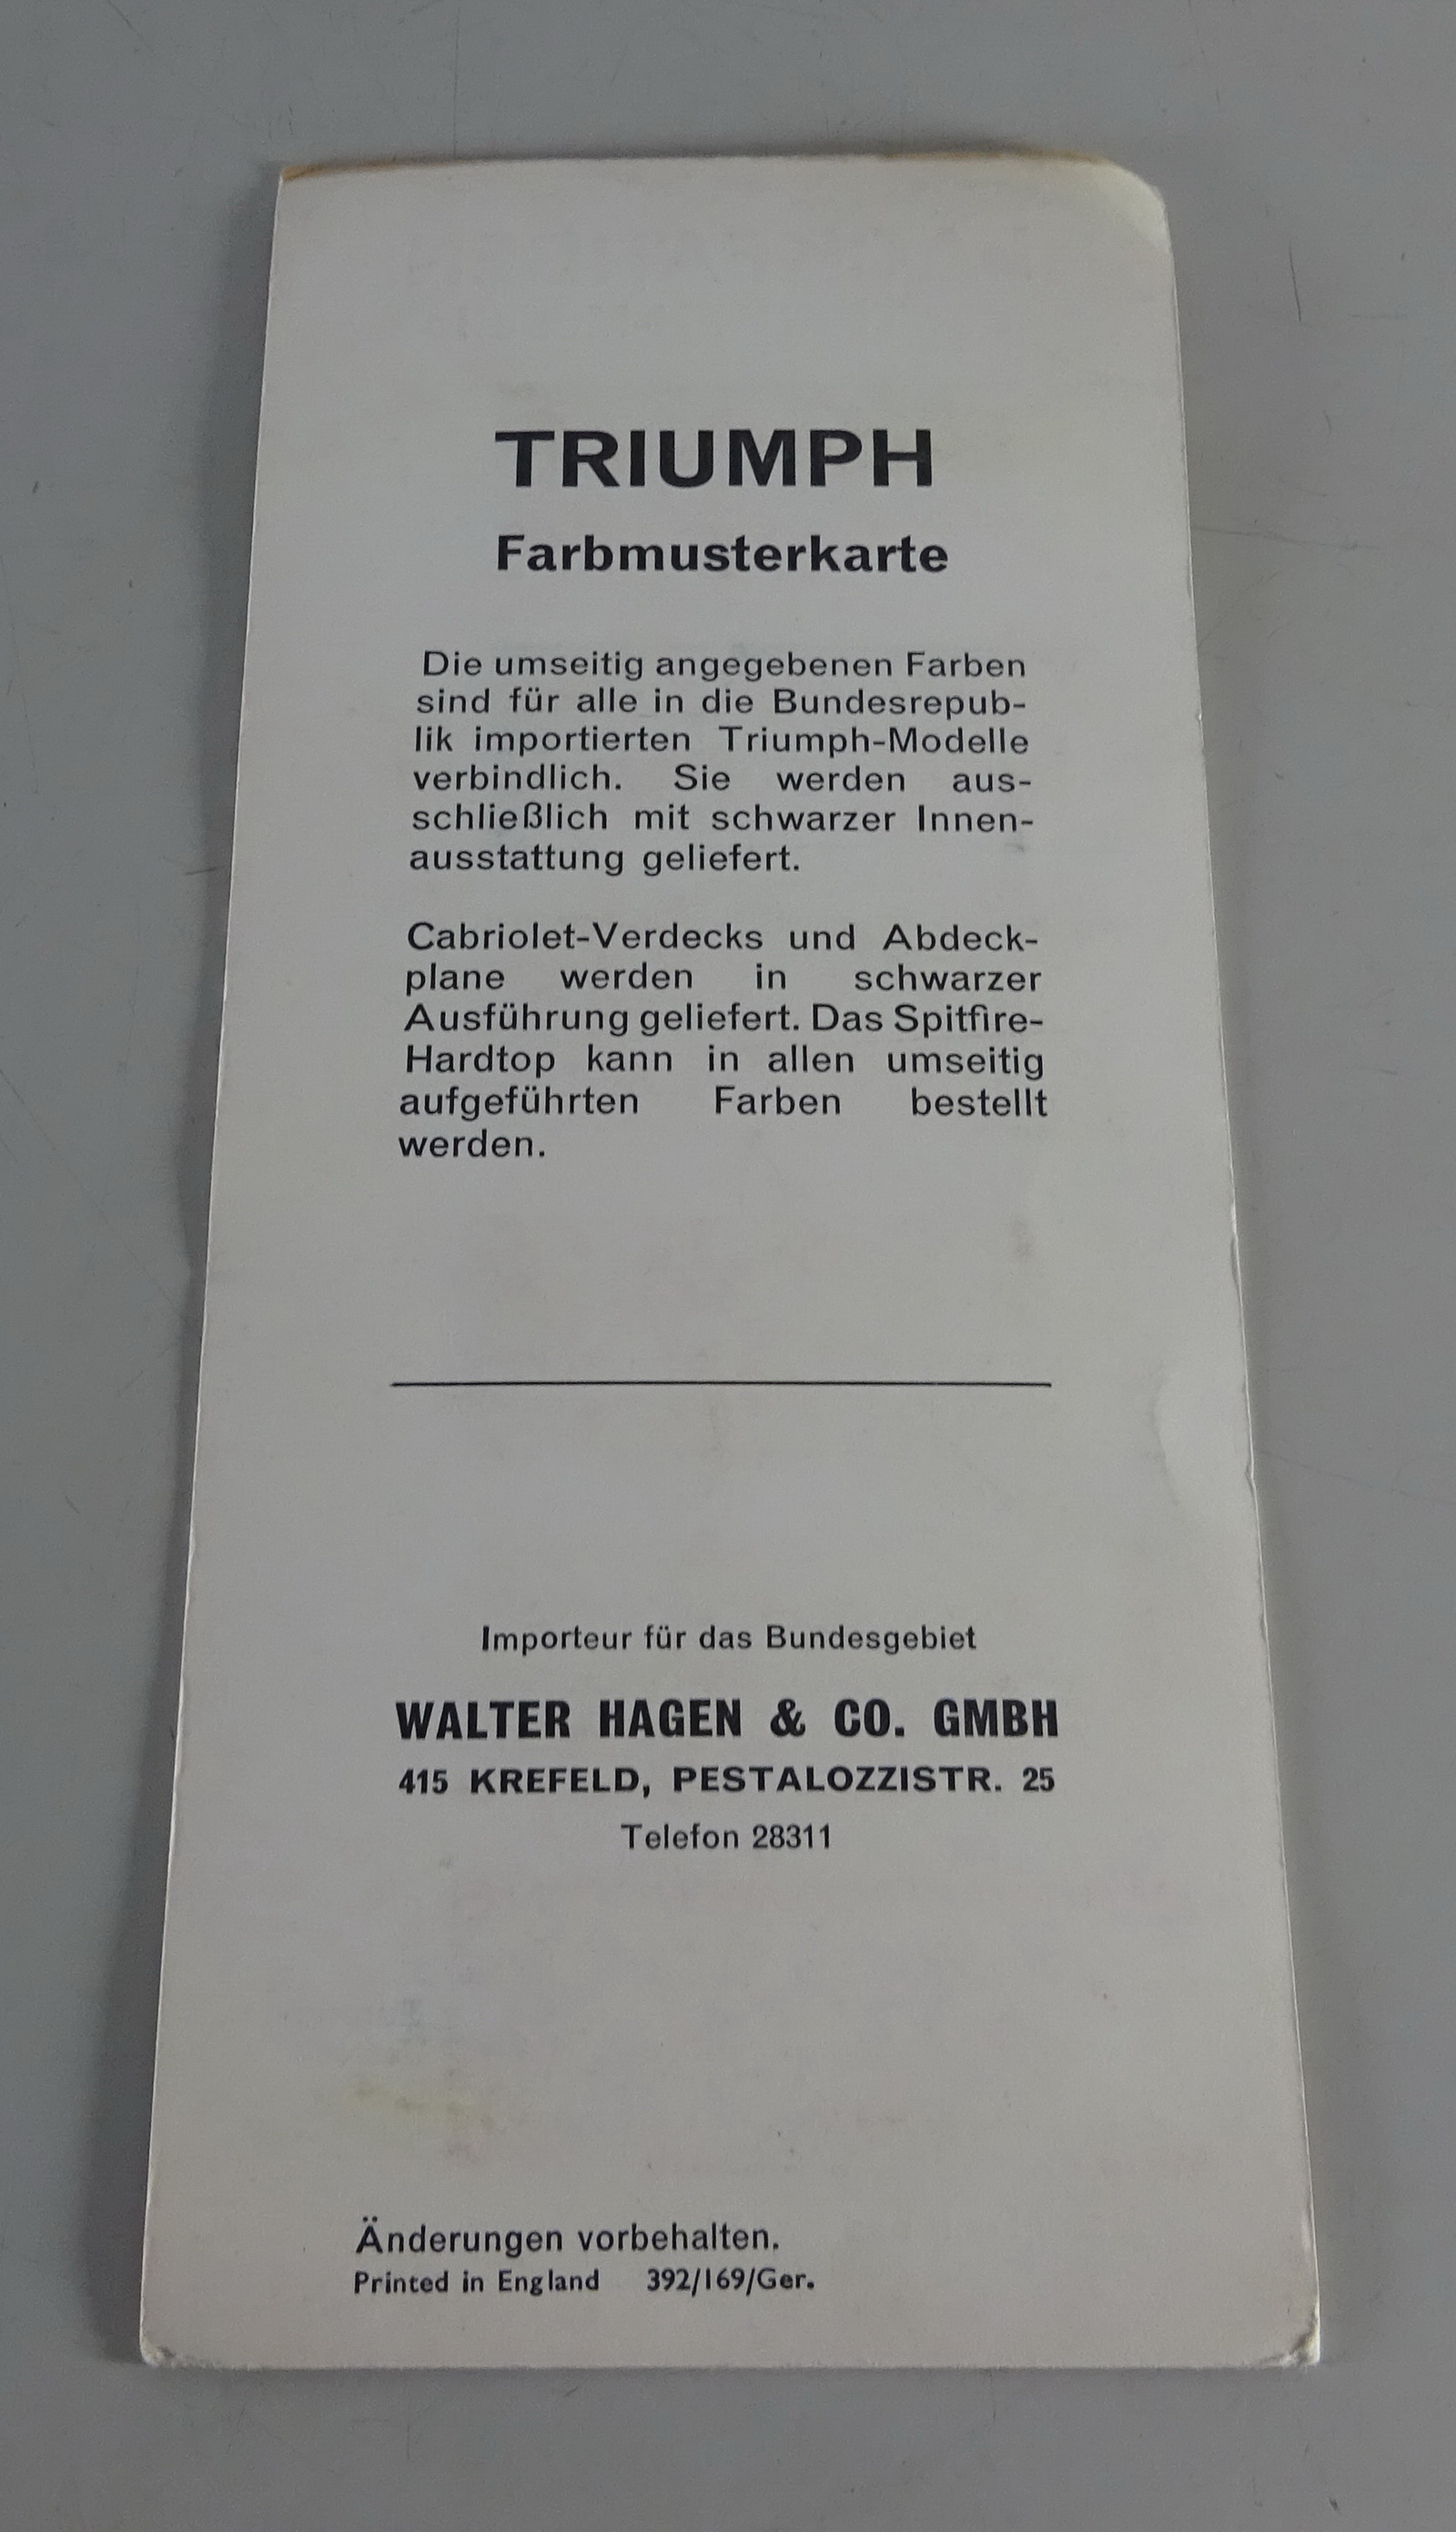 TRIUMPH
Farbmusterkarte
Die umseitig angegebenen Farben
sind für alle in die Bundesrepub-
lik importierten Triumph-Modelle
verbindlich. Sie werden aus-
schließlich mit schwarzer Innen-
ausstattung geliefert.
Cabriolet-Verdecks und Abdeck-
plane werden in schwarzer
Ausführung geliefert. Das Spitfire-
Hardtop kann in allen umseitig
aufgeführten Farben bestellt
werden.
Importeur für das Bundesgebiet
WALTER HAGEN & CO. GMBH
415 KREFELD, PESTALOZZISTR. 25
Telefon 28311
Änderungen vorbehalten.
Printed in England 392/169/Ger.